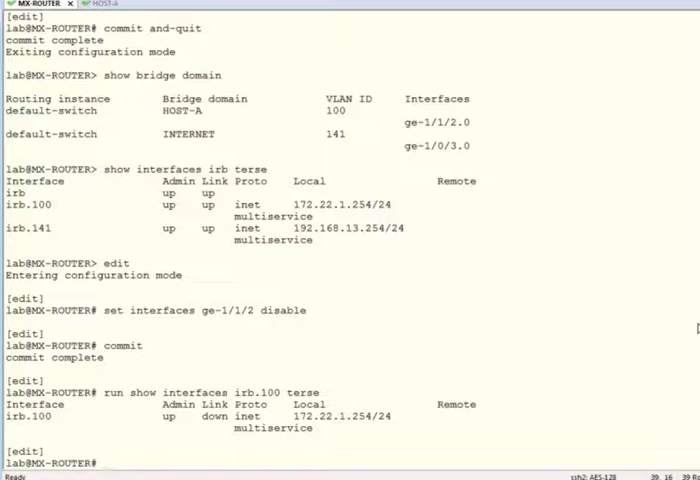 MX-ROUTER × HOST-A
[edit]
lab@MX-ROUTER# commit and-quit
commit complete
Exiting configuration mode
lab@MX-ROUTER> show bridge domain
Routing instance Bridge domain VLAN ID Interfaces
default-switch HOST-A 100
ge-1/1/2.0
default-switch INTERNET 141
ge-1/0/3.0
lab@MX-ROUTER> show interfaces irb terse
Interface Admin Link Proto Local Remote
irb up up
irb.100 up up inet 172.22.1.254/24
multiservice
irb.141 up up inet 192.168.13.254/24
multiservice
lab@MX-ROUTER> edit
Entering configuration mode
[edit]
lab@MX-ROUTER# set interfaces ge-1/1/2 disable
[edit]
lab@MX-ROUTER# commit
commit complete
[edit]
lab@MX-ROUTER# run show interfaces irb.100 terse
Interface Admin Link Proto Local Remote
irb.100 up down inet 172.22.1.254/24
multiservice
[edit]
lab@MX-ROUTER#
Ready ssh2: AES-128 39, 16 39 Ro